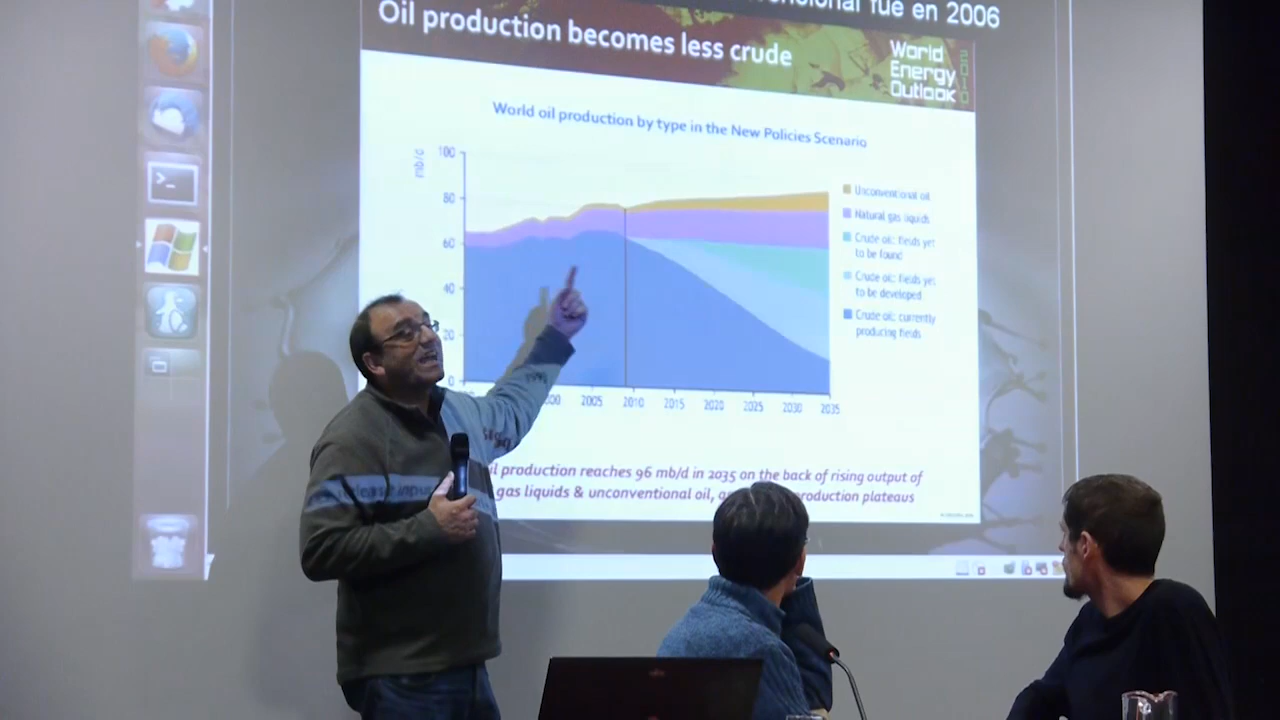 fue en 2006
Oil production becomes less crude
World
Energy
Outlook
2010
World oil production by type in the New Policies Scenario
mb/d
100
80
60
40
20
0
2005
2010
2015
2020
2025
2030
2035
Unconventional oil
Natural gas liquids
Crude oil: fields yet
to be found
Crude oil: fields yet
to be developed
Crude oil: currently
producing fields
production reaches 96 mb/d in 2035 on the back of rising output of
gas liquids & unconventional oil, production plateaus